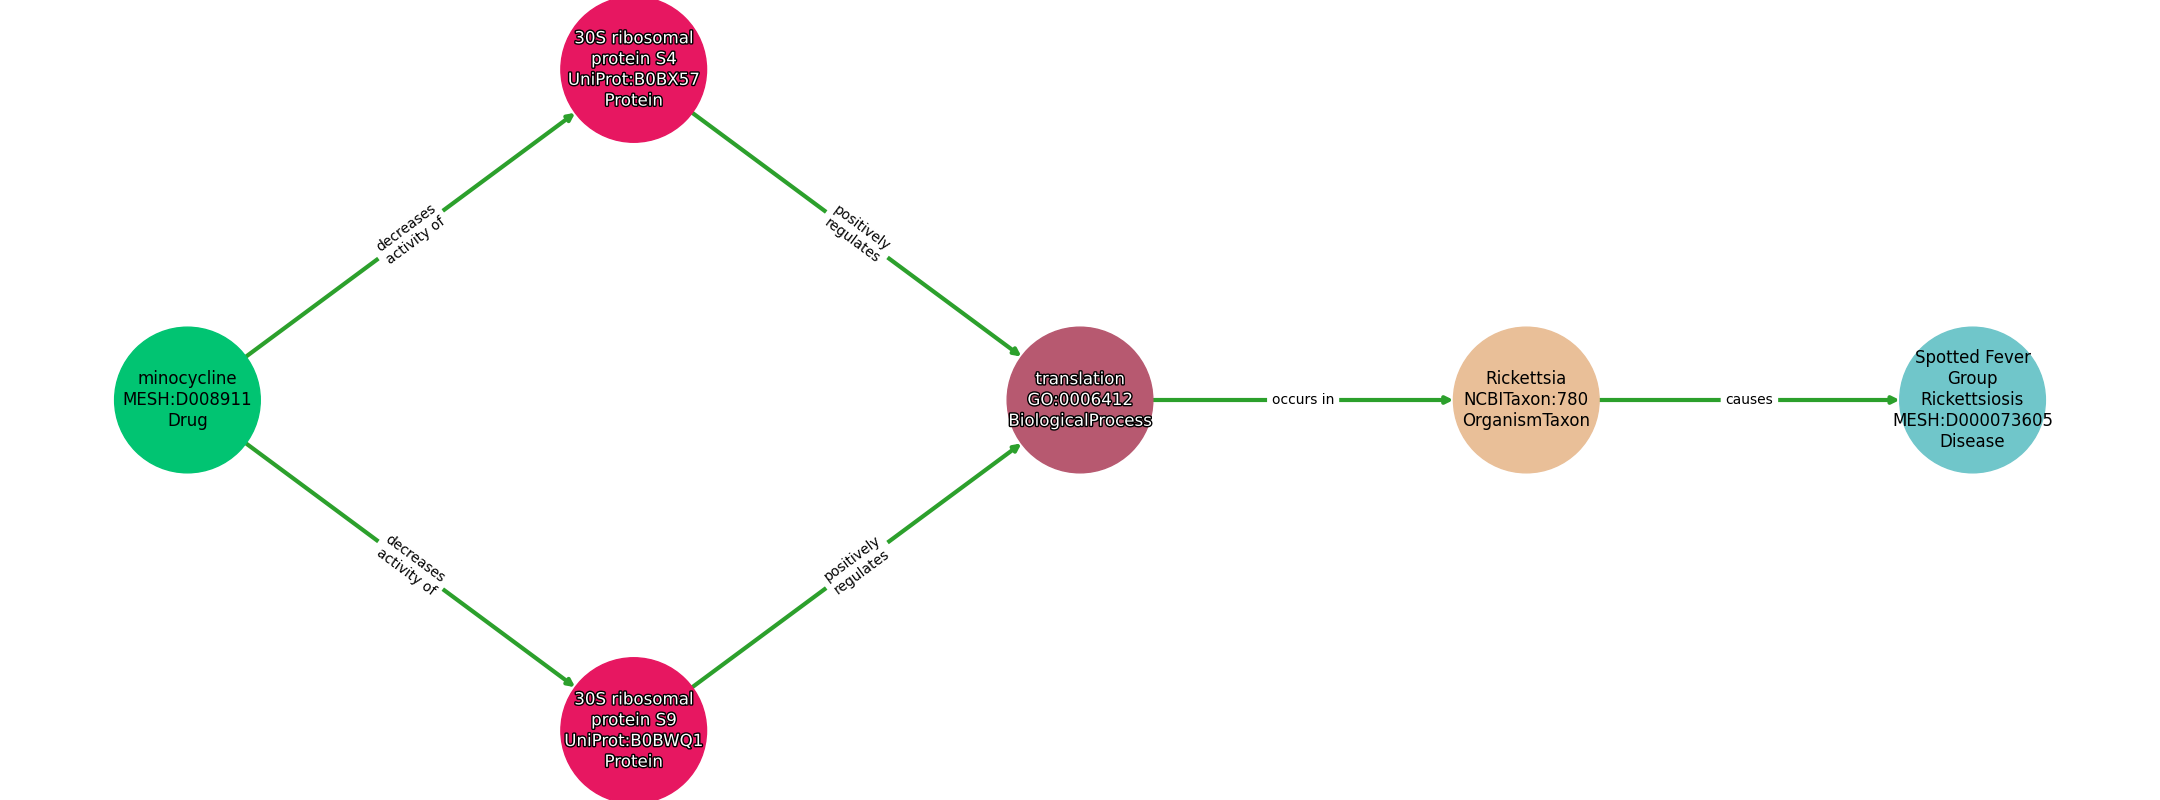 30S ribosomal
protein S4
UniProt:B0BX57
Protein
decreases
activity of
positively
regulates
minocycline
MESH:D008911
Drug
translation
GO:0006412
BiologicalProcess
occurs in
Rickettsia
NCBITaxon:780
OrganismTaxon
causes
Spotted Fever
Group
Rickettsiosis
MESH:D000073605
Disease
decreases
activity of
positively
regulates
30S ribosomal
protein S9
UniProt:B0BWQ1
Protein